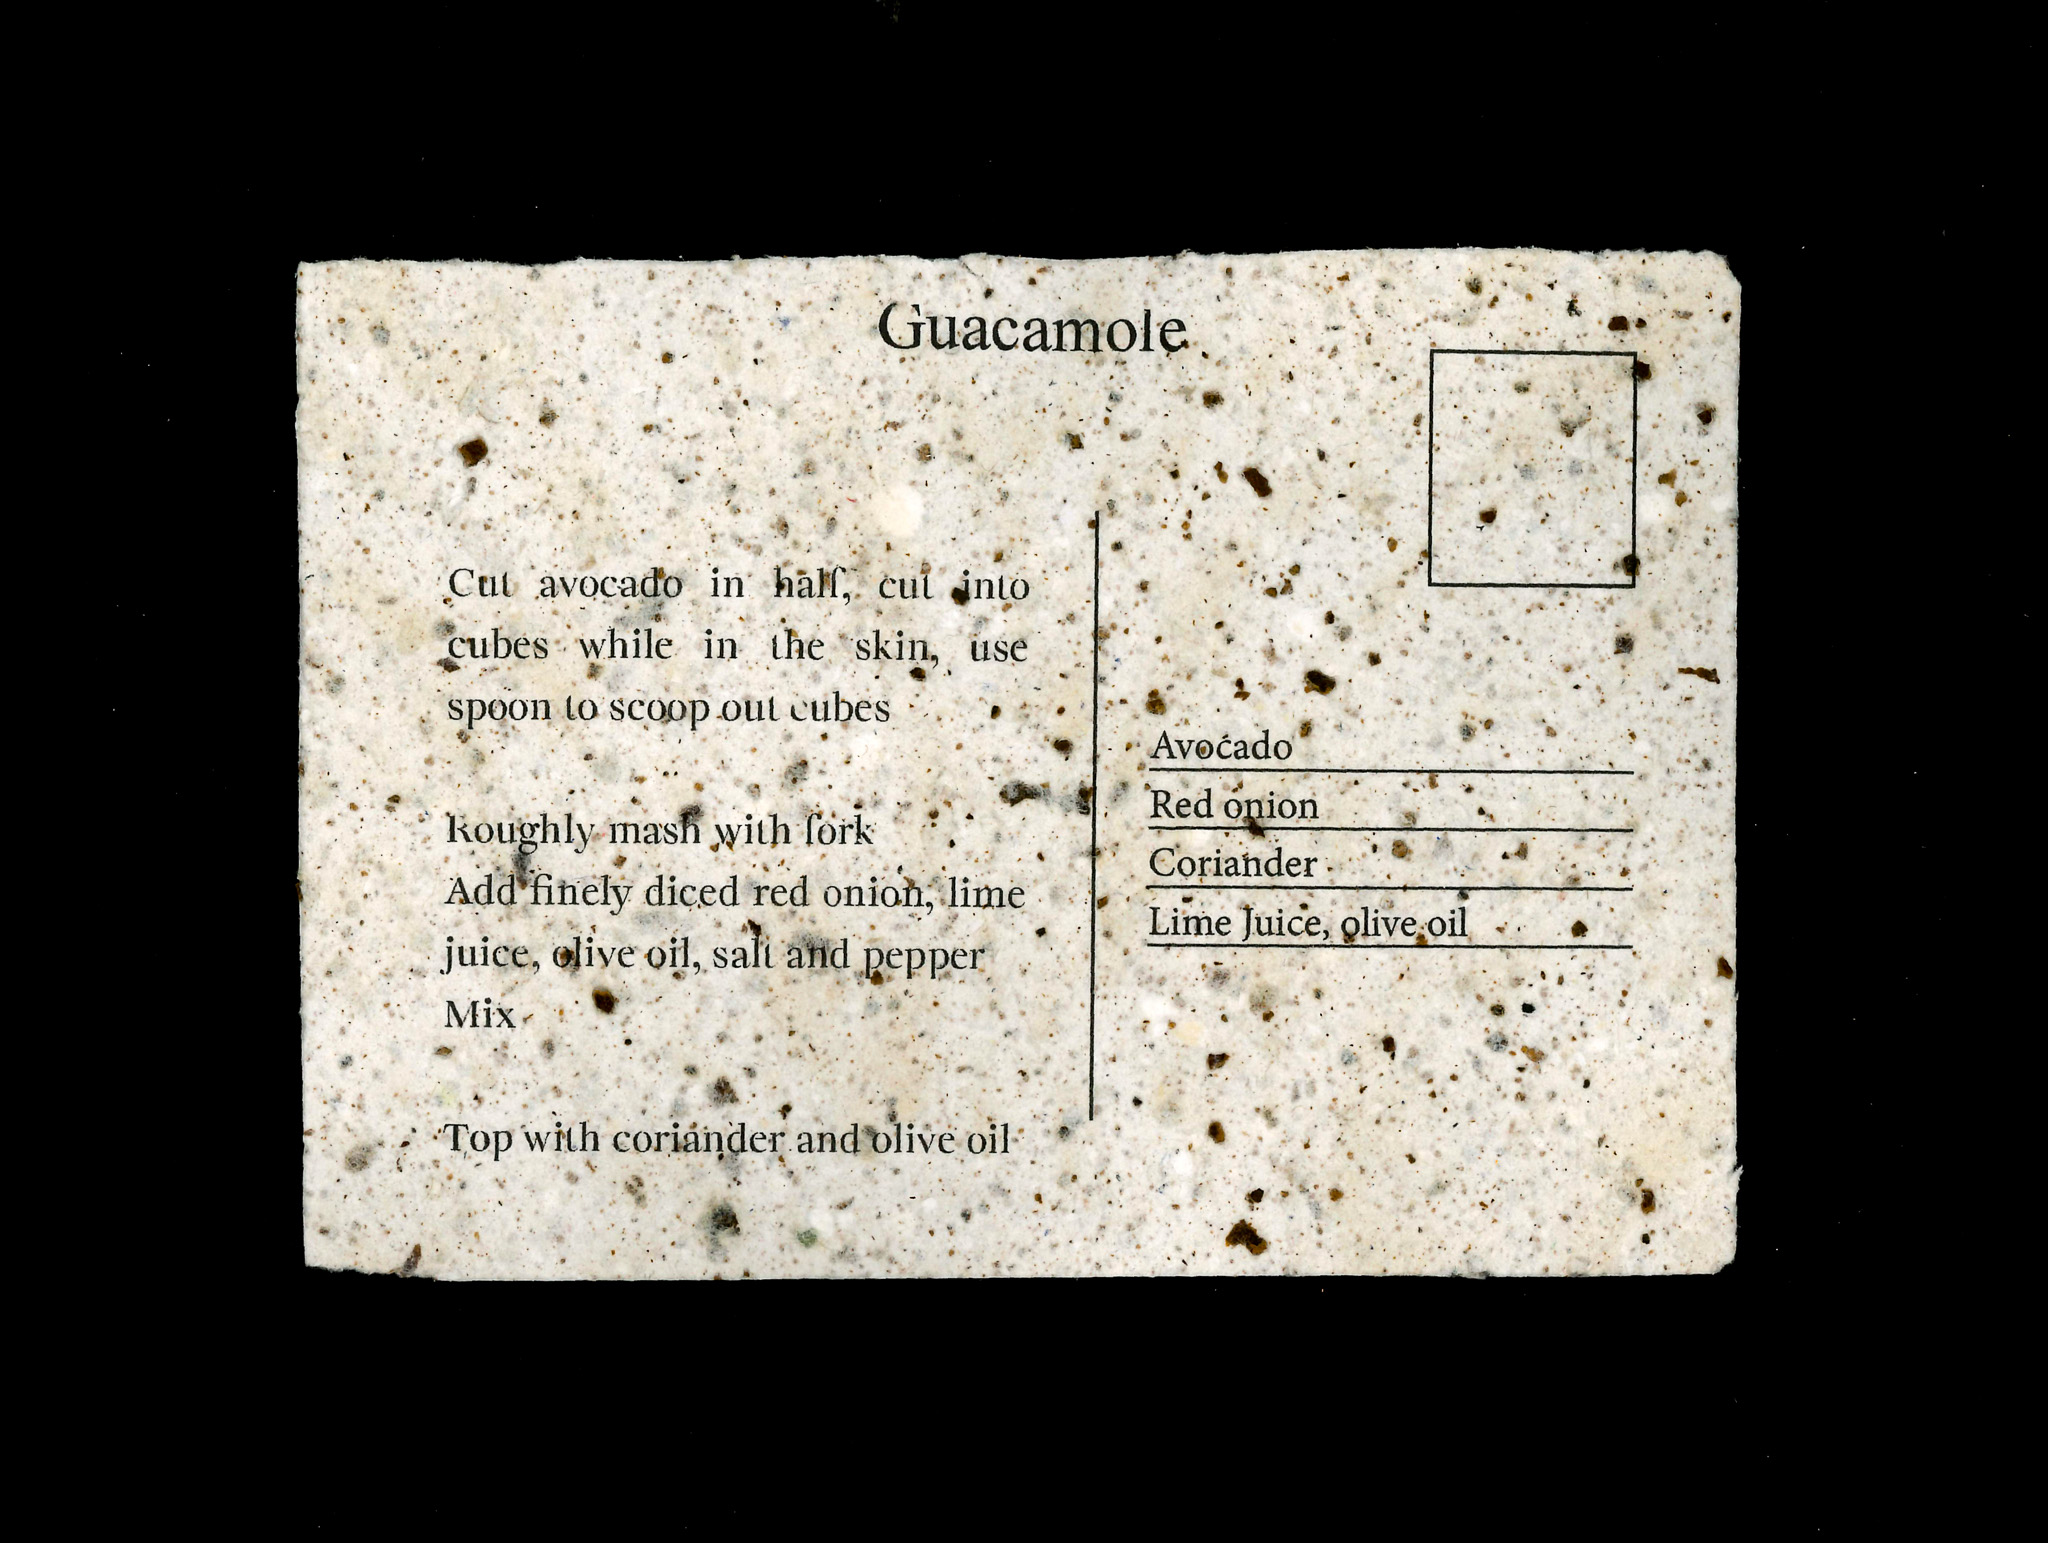 Guacamole
Cut avocado in half, cut into
cubes while in the skin, use
spoon to scoop out cubes
Roughly mash with fork
Add finely diced red onion, lime
juice, olive oil, salt and pepper
Mix
Top with coriander and olive oil
Avocado
Red onion
Coriander
Lime Juice, olive oil